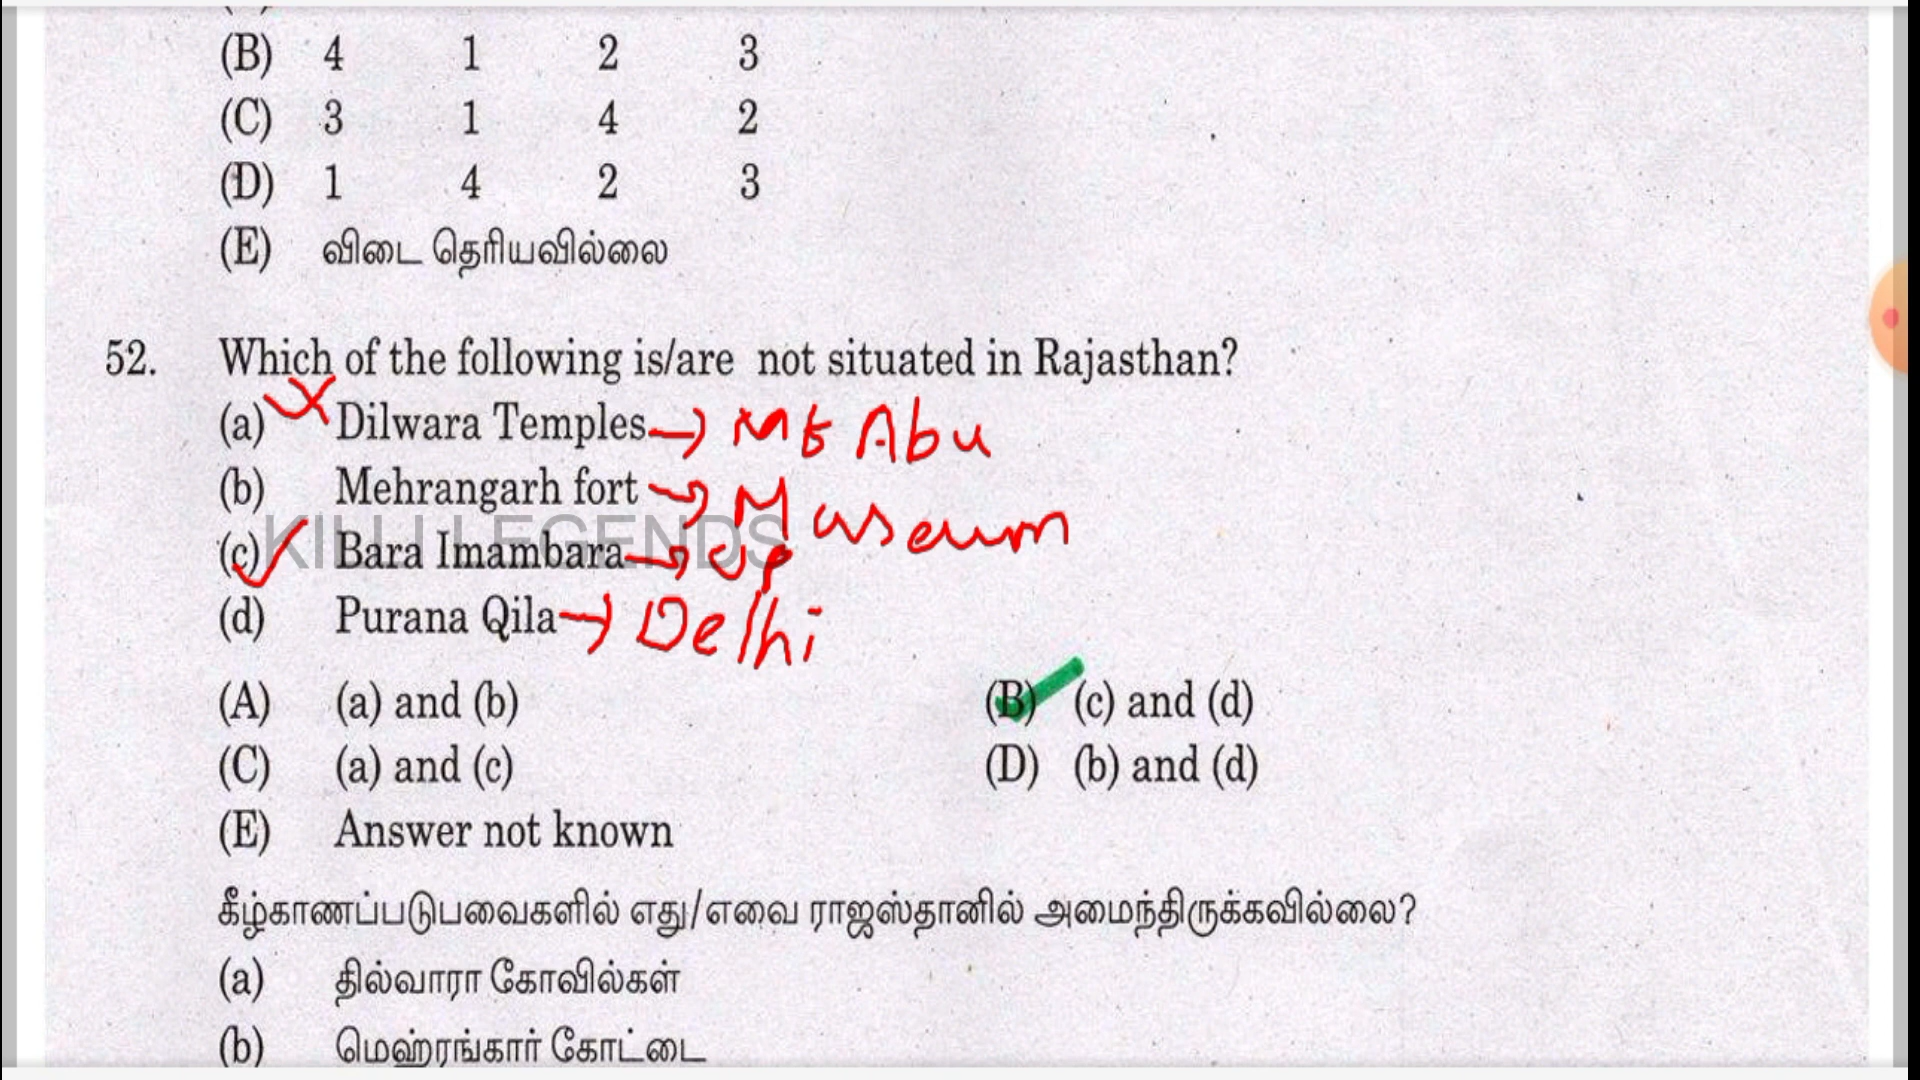 (B) 4 1 2 3
(C) 3 1 4 2
(D) 1 4 2 3
(E) விடை தெரியவில்லை
52. Which of the following is/are not situated in Rajasthan?
(a) Dilwara Temples → Mt Abu
(b) Mehrangarh fort → Museum
(c) Bara Imambara → UP
KILLI LEGENDS
(d) Purana Qila → Delhi
(A) (a) and (b) (B) (c) and (d)
(C) (a) and (c) (D) (b) and (d)
(E) Answer not known
கீழ்காணப்படுபவைகளில் எது/எவை ராஜஸ்தானில் அமைந்திருக்கவில்லை?
(a) தில்வாரா கோவில்கள்
(b) மெஹ்ரங்கார் கோட்டை